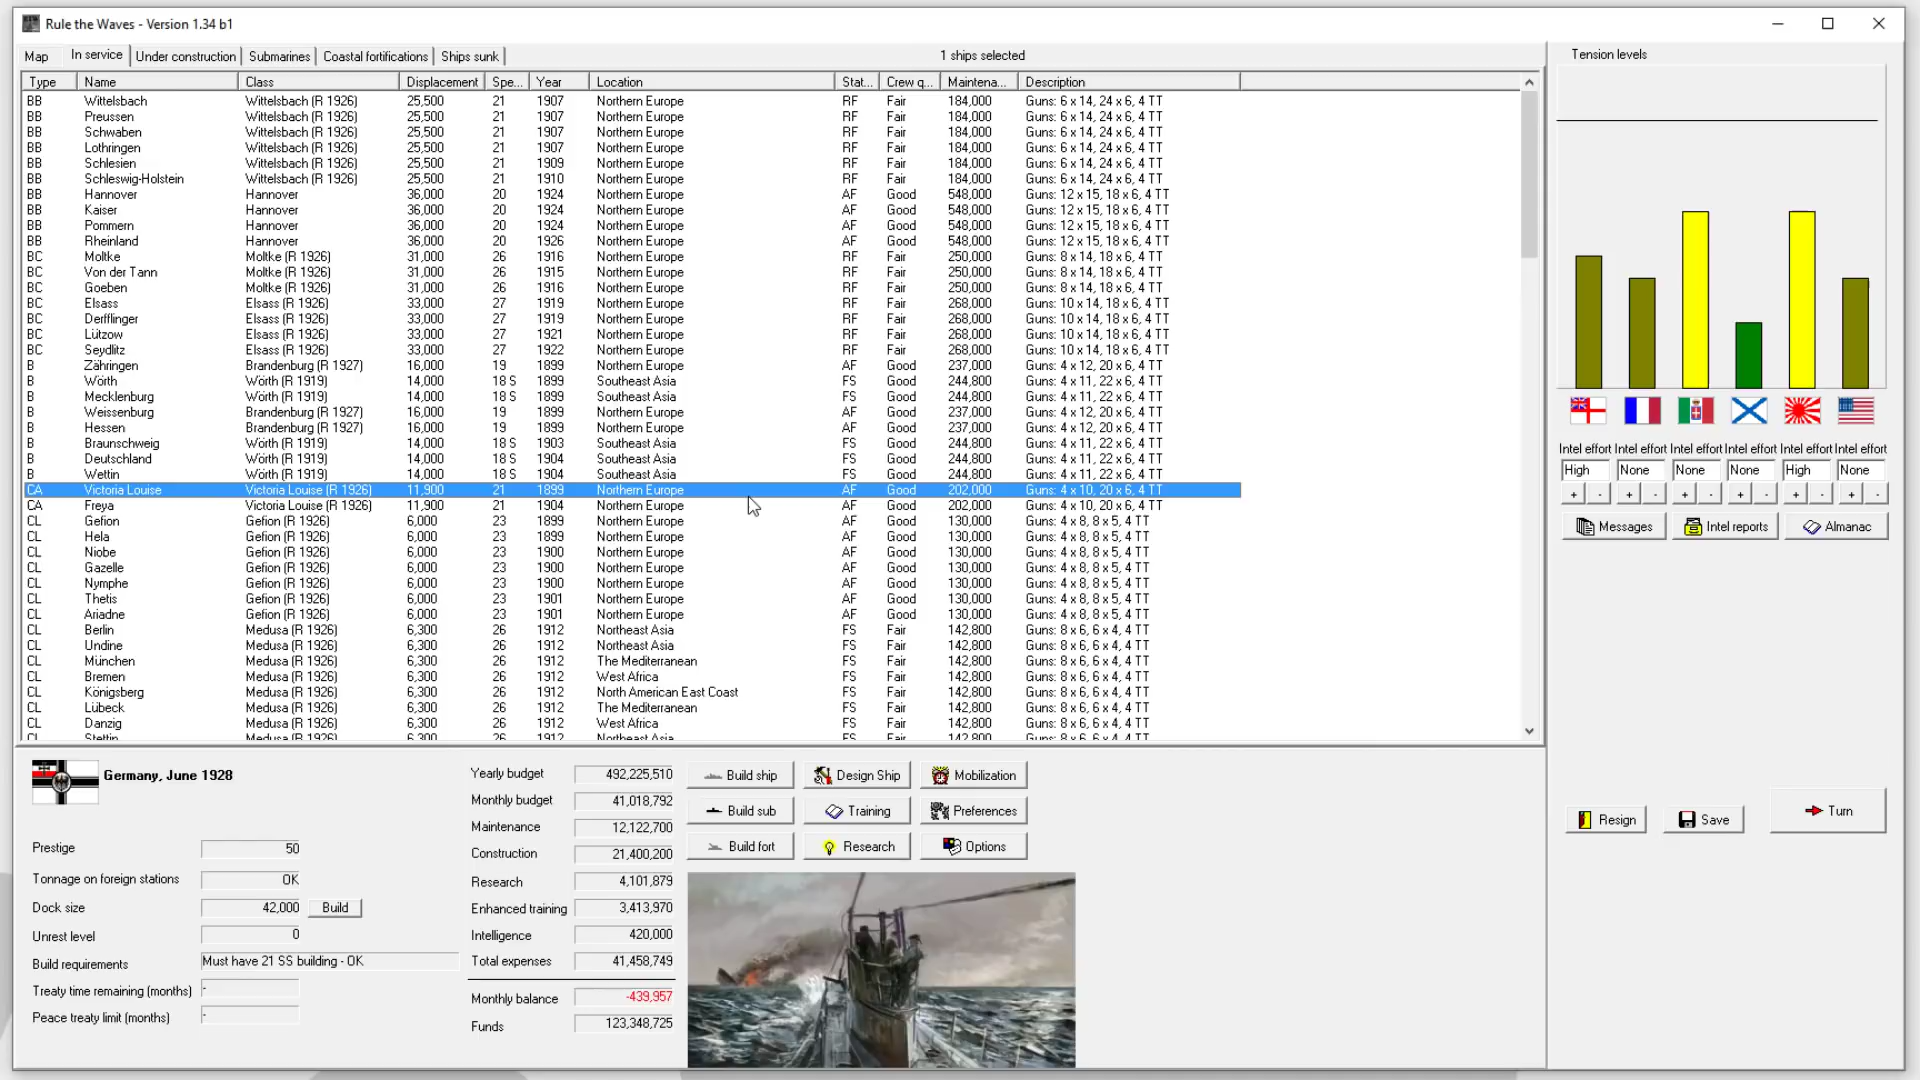 Rule the Waves - Version 1.34 b1
Map In service Under construction Submarines Coastal fortifications Ships sunk 1 ships selected
Type Name Class Displacement Spe... Year Location Stat... Crew q... Maintena... Description
BB Wittelsbach Wittelsbach (R 1926) 25,500 21 1907 Northern Europe RF Fair 184,000 Guns: 6 x 14, 24 x 6, 4 TT
BB Preussen Wittelsbach (R 1926) 25,500 21 1907 Northern Europe RF Fair 184,000 Guns: 6 x 14, 24 x 6, 4 TT
BB Schwaben Wittelsbach (R 1926) 25,500 21 1907 Northern Europe RF Fair 184,000 Guns: 6 x 14, 24 x 6, 4 TT
BB Lothringen Wittelsbach (R 1926) 25,500 21 1907 Northern Europe RF Fair 184,000 Guns: 6 x 14, 24 x 6, 4 TT
BB Schlesien Wittelsbach (R 1926) 25,500 21 1909 Northern Europe RF Fair 184,000 Guns: 6 x 14, 24 x 6, 4 TT
BB Schleswig-Holstein Wittelsbach (R 1926) 25,500 21 1910 Northern Europe RF Fair 184,000 Guns: 6 x 14, 24 x 6, 4 TT
BB Hannover Hannover 36,000 20 1924 Northern Europe AF Good 548,000 Guns: 12 x 15, 18 x 6, 4 TT
BB Kaiser Hannover 36,000 20 1924 Northern Europe AF Good 548,000 Guns: 12 x 15, 18 x 6, 4 TT
BB Pommern Hannover 36,000 20 1924 Northern Europe AF Good 548,000 Guns: 12 x 15, 18 x 6, 4 TT
BB Rheinland Hannover 36,000 20 1926 Northern Europe AF Good 548,000 Guns: 12 x 15, 18 x 6, 4 TT
BC Moltke Moltke (R 1926) 31,000 26 1916 Northern Europe RF Fair 250,000 Guns: 8 x 14, 18 x 6, 4 TT
BC Von der Tann Moltke (R 1926) 31,000 26 1915 Northern Europe RF Fair 250,000 Guns: 8 x 14, 18 x 6, 4 TT
BC Goeben Moltke (R 1926) 31,000 26 1916 Northern Europe RF Fair 250,000 Guns: 8 x 14, 18 x 6, 4 TT
BC Elsass Elsass (R 1926) 33,000 27 1919 Northern Europe RF Fair 268,000 Guns: 10 x 14, 18 x 6, 4 TT
BC Derfflinger Elsass (R 1926) 33,000 27 1919 Northern Europe RF Fair 268,000 Guns: 10 x 14, 18 x 6, 4 TT
BC Lützow Elsass (R 1926) 33,000 27 1921 Northern Europe RF Fair 268,000 Guns: 10 x 14, 18 x 6, 4 TT
BC Seydlitz Elsass (R 1926) 33,000 27 1922 Northern Europe RF Fair 268,000 Guns: 10 x 14, 18 x 6, 4 TT
B Zähringen Brandenburg (R 1927) 16,000 19 1899 Northern Europe AF Good 237,000 Guns: 4 x 12, 20 x 6, 4 TT
B Wörth Wörth (R 1919) 14,000 18 S 1899 Southeast Asia FS Good 244,800 Guns: 4 x 11, 22 x 6, 4 TT
B Mecklenburg Wörth (R 1919) 14,000 18 S 1899 Southeast Asia FS Good 244,800 Guns: 4 x 11, 22 x 6, 4 TT
B Weissenburg Brandenburg (R 1927) 16,000 19 1899 Northern Europe AF Good 237,000 Guns: 4 x 12, 20 x 6, 4 TT
B Hessen Brandenburg (R 1927) 16,000 19 1899 Northern Europe AF Good 237,000 Guns: 4 x 12, 20 x 6, 4 TT
B Braunschweig Wörth (R 1919) 14,000 18 S 1903 Southeast Asia FS Good 244,800 Guns: 4 x 11, 22 x 6, 4 TT
B Deutschland Wörth (R 1919) 14,000 18 S 1904 Southeast Asia FS Good 244,800 Guns: 4 x 11, 22 x 6, 4 TT
B Wettin Wörth (R 1919) 14,000 18 S 1904 Southeast Asia FS Good 244,800 Guns: 4 x 11, 22 x 6, 4 TT
CA Victoria Louise Victoria Louise (R 1926) 11,900 21 1899 Northern Europe AF Good 202,000 Guns: 4 x 10, 20 x 6, 4 TT
CA Freya Victoria Louise (R 1926) 11,900 21 1904 Northern Europe AF Good 202,000 Guns: 4 x 10, 20 x 6, 4 TT
CL Gefion Gefion (R 1926) 6,000 23 1899 Northern Europe AF Good 130,000 Guns: 4 x 8, 8 x 5, 4 TT
CL Hela Gefion (R 1926) 6,000 23 1899 Northern Europe AF Good 130,000 Guns: 4 x 8, 8 x 5, 4 TT
CL Niobe Gefion (R 1926) 6,000 23 1900 Northern Europe AF Good 130,000 Guns: 4 x 8, 8 x 5, 4 TT
CL Gazelle Gefion (R 1926) 6,000 23 1900 Northern Europe AF Good 130,000 Guns: 4 x 8, 8 x 5, 4 TT
CL Nymphe Gefion (R 1926) 6,000 23 1900 Northern Europe AF Good 130,000 Guns: 4 x 8, 8 x 5, 4 TT
CL Thetis Gefion (R 1926) 6,000 23 1901 Northern Europe AF Good 130,000 Guns: 4 x 8, 8 x 5, 4 TT
CL Ariadne Gefion (R 1926) 6,000 23 1901 Northern Europe AF Good 130,000 Guns: 4 x 8, 8 x 5, 4 TT
CL Berlin Medusa (R 1926) 6,300 26 1912 Northeast Asia FS Fair 142,800 Guns: 8 x 6, 6 x 4, 4 TT
CL Undine Medusa (R 1926) 6,300 26 1912 Northeast Asia FS Fair 142,800 Guns: 8 x 6, 6 x 4, 4 TT
CL München Medusa (R 1926) 6,300 26 1912 The Mediterranean FS Fair 142,800 Guns: 8 x 6, 6 x 4, 4 TT
CL Bremen Medusa (R 1926) 6,300 26 1912 West Africa FS Fair 142,800 Guns: 8 x 6, 6 x 4, 4 TT
CL Königsberg Medusa (R 1926) 6,300 26 1912 North American East Coast FS Fair 142,800 Guns: 8 x 6, 6 x 4, 4 TT
CL Lübeck Medusa (R 1926) 6,300 26 1912 The Mediterranean FS Fair 142,800 Guns: 8 x 6, 6 x 4, 4 TT
CL Danzig Medusa (R 1926) 6,300 26 1912 West Africa FS Fair 142,800 Guns: 8 x 6, 6 x 4, 4 TT
CL Stettin Medusa (R 1926) 6,300 26 1912 Northeast Asia FS Fair 142,800 Guns: 8 x 6, 6 x 4, 4 TT
Tension levels
Intel effort Intel effort Intel effort Intel effort Intel effort Intel effort
High None None None High None
+ - + - + - + - + - + -
Messages Intel reports Almanac
Resign Save Turn
Germany, June 1928
Prestige 50
Tonnage on foreign stations OK
Dock size 42,000 Build
Unrest level 0
Build requirements Must have 21 SS building - OK
Treaty time remaining (months) -
Peace treaty limit (months) -
Yearly budget 492,225,510
Monthly budget 41,018,792
Maintenance 12,122,700
Construction 21,400,200
Research 4,101,879
Enhanced training 3,413,970
Intelligence 420,000
Total expenses 41,458,749
Monthly balance -439,957
Funds 123,348,725
Build ship Design Ship Mobilization
Build sub Training Preferences
Build fort Research Options